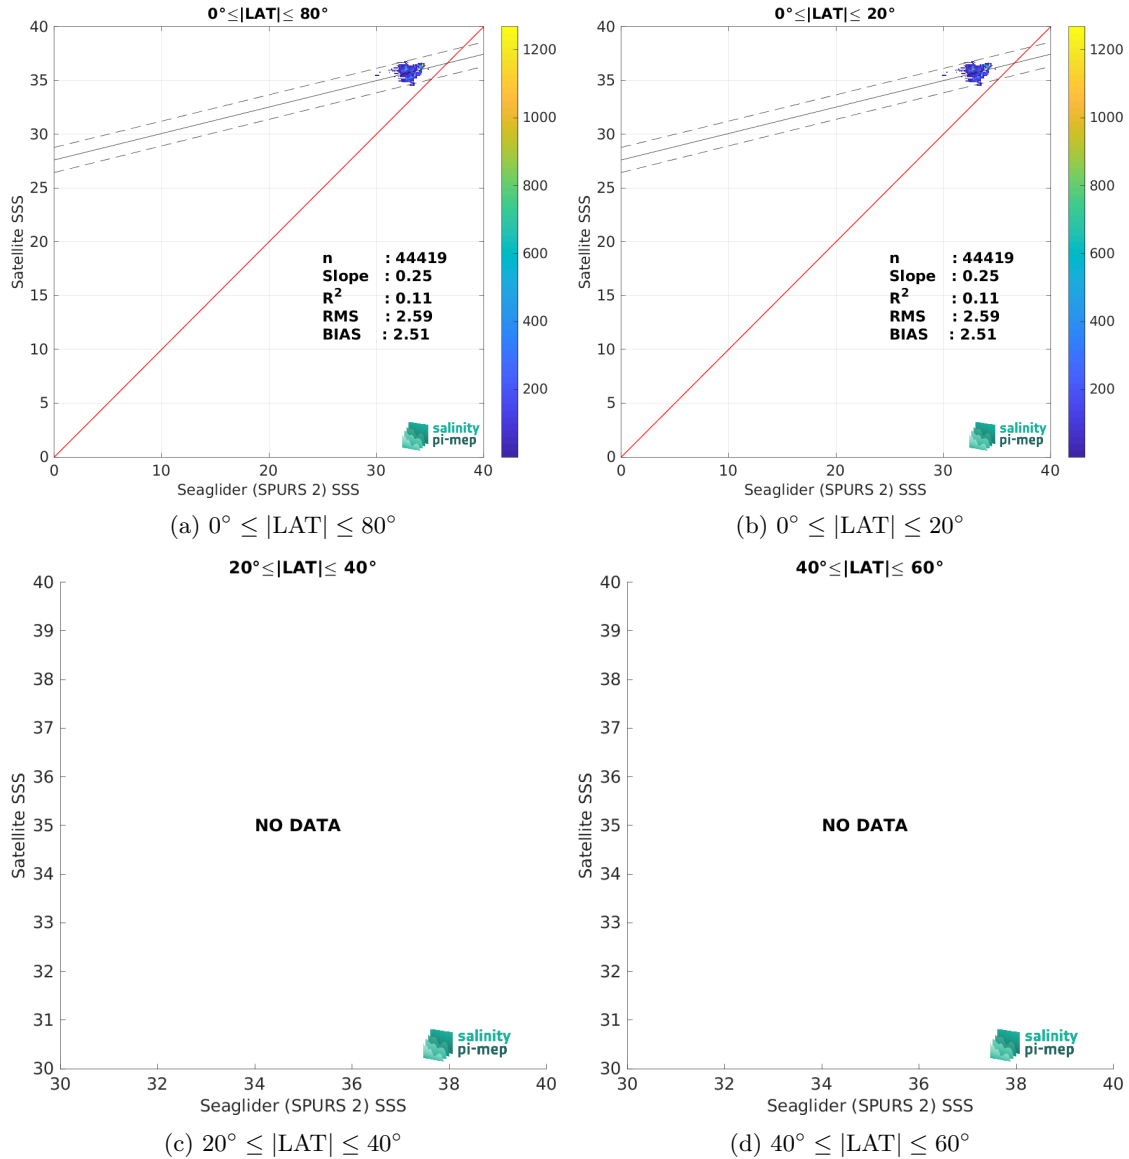 0°≤|LAT|≤ 80°
40
35
30
25
20
15
10
5
0
Satellite SSS
n : 44419
Slope : 0.25
R² : 0.11
RMS : 2.59
BIAS : 2.51
salinity
pi-mep
0 10 20 30 40
Seaglider (SPURS 2) SSS
1200
1000
800
600
400
200
(a) 0° ≤ |LAT| ≤ 80°
0°≤|LAT|≤ 20°
40
35
30
25
20
15
10
5
0
Satellite SSS
n : 44419
Slope : 0.25
R² : 0.11
RMS : 2.59
BIAS : 2.51
salinity
pi-mep
0 10 20 30 40
Seaglider (SPURS 2) SSS
1200
1000
800
600
400
200
(b) 0° ≤ |LAT| ≤ 20°
20°≤|LAT|≤ 40°
40
39
38
37
36
35
34
33
32
31
30
Satellite SSS
NO DATA
salinity
pi-mep
30 32 34 36 38 40
Seaglider (SPURS 2) SSS
(c) 20° ≤ |LAT| ≤ 40°
40°≤|LAT|≤ 60°
40
39
38
37
36
35
34
33
32
31
30
Satellite SSS
NO DATA
salinity
pi-mep
30 32 34 36 38 40
Seaglider (SPURS 2) SSS
(d) 40° ≤ |LAT| ≤ 60°